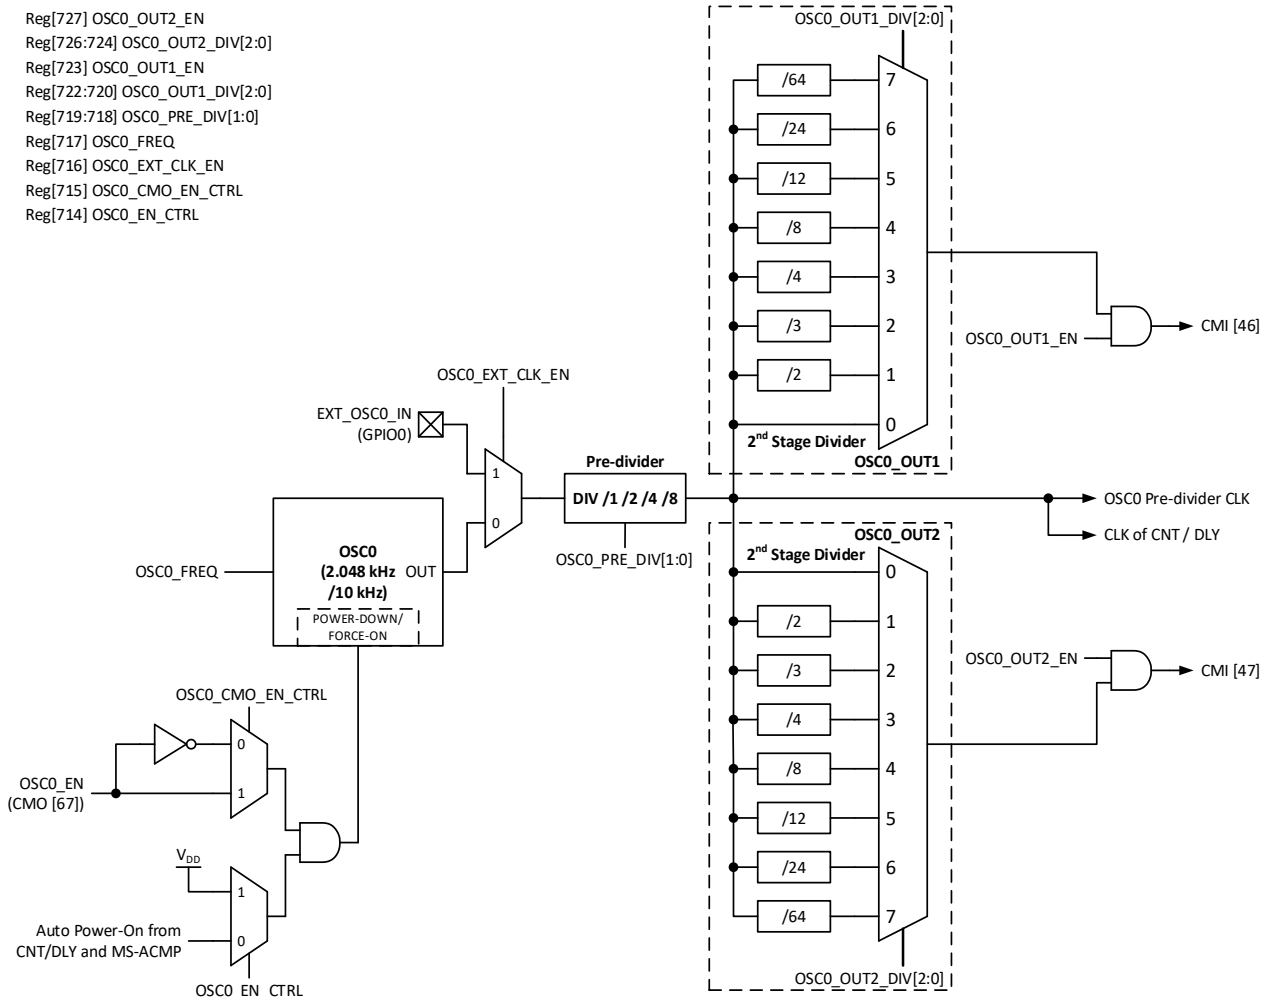 Reg[727] OSC0_OUT2_EN
Reg[726:724] OSC0_OUT2_DIV[2:0]
Reg[723] OSC0_OUT1_EN
Reg[722:720] OSC0_OUT1_DIV[2:0]
Reg[719:718] OSC0_PRE_DIV[1:0]
Reg[717] OSC0_FREQ
Reg[716] OSC0_EXT_CLK_EN
Reg[715] OSC0_CMO_EN_CTRL
Reg[714] OSC0_EN_CTRL
OSC0_OUT1_DIV[2:0]
/64 7
/24 6
/12 5
/8 4
/4 3
/3 2
/2 1
0
2nd Stage Divider
OSC0_OUT1
OSC0_OUT1_EN
CMI [46]
OSC0_EXT_CLK_EN
EXT_OSC0_IN
(GPIO0)
1
0
Pre-divider
DIV /1 /2 /4 /8
OSC0_PRE_DIV[1:0]
OSC0 Pre-divider CLK
CLK of CNT / DLY
OSC0_FREQ
OSC0
(2.048 kHz
/10 kHz)
OUT
POWER-DOWN/
FORCE-ON
OSC0_CMO_EN_CTRL
0
1
OSC0_EN
(CMO [67])
VDD
1
0
Auto Power-On from
CNT/DLY and MS-ACMP
OSC0_EN_CTRL
OSC0_OUT2
2nd Stage Divider
0
/2 1
/3 2
/4 3
/8 4
/12 5
/24 6
/64 7
OSC0_OUT2_DIV[2:0]
OSC0_OUT2_EN
CMI [47]